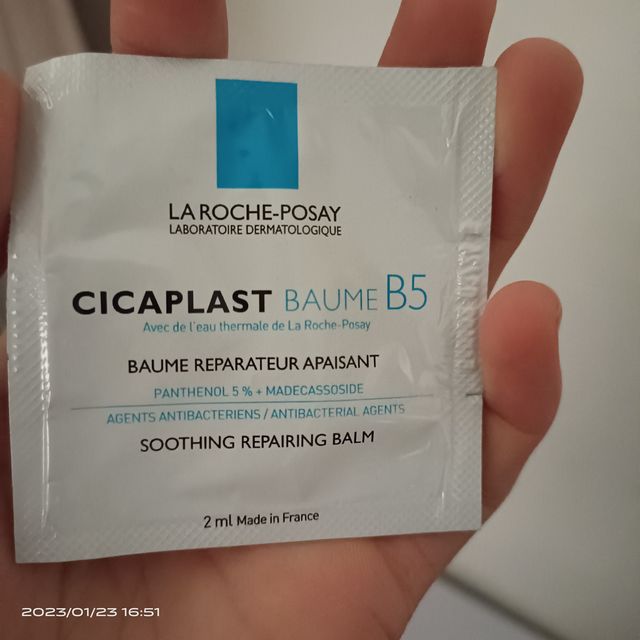 LA ROCHE-POSAY
LABORATOIRE DERMATOLOGIQUE
CICAPLAST BAUME B5
Avec de l'eau thermale de La Roche-Posay
BAUME REPARATEUR APAISANT
PANTHENOL 5 % + MADECASSOSIDE
AGENTS ANTIBACTERIENS / ANTIBACTERIAL AGENTS
SOOTHING REPAIRING BALM
2 ml Made in France
2023/01/23 16:51